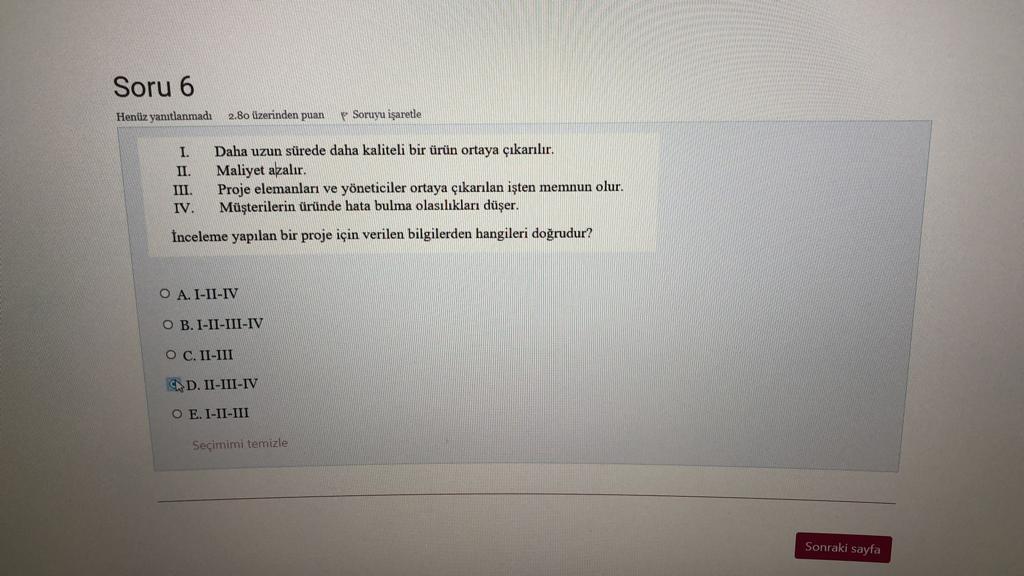 Soru 6
Henüz yanıtlanmadı 2.80 üzerinden puan Soruyu işaretle
I. Daha uzun sürede daha kaliteli bir ürün ortaya çıkarılır.
II. Maliyet azalır.
III. Proje elemanları ve yöneticiler ortaya çıkarılan işten memnun olur.
IV. Müşterilerin üründe hata bulma olasılıkları düşer.
İnceleme yapılan bir proje için verilen bilgilerden hangileri doğrudur?
A. I-II-IV
B. I-II-III-IV
C. II-III
D. II-III-IV
E. I-II-III
Seçimimi temizle
Sonraki sayfa